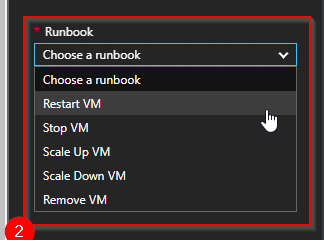 * Runbook
Choose a runbook
Choose a runbook
Restart VM
Stop VM
Scale Up VM
Scale Down VM
Remove VM
2